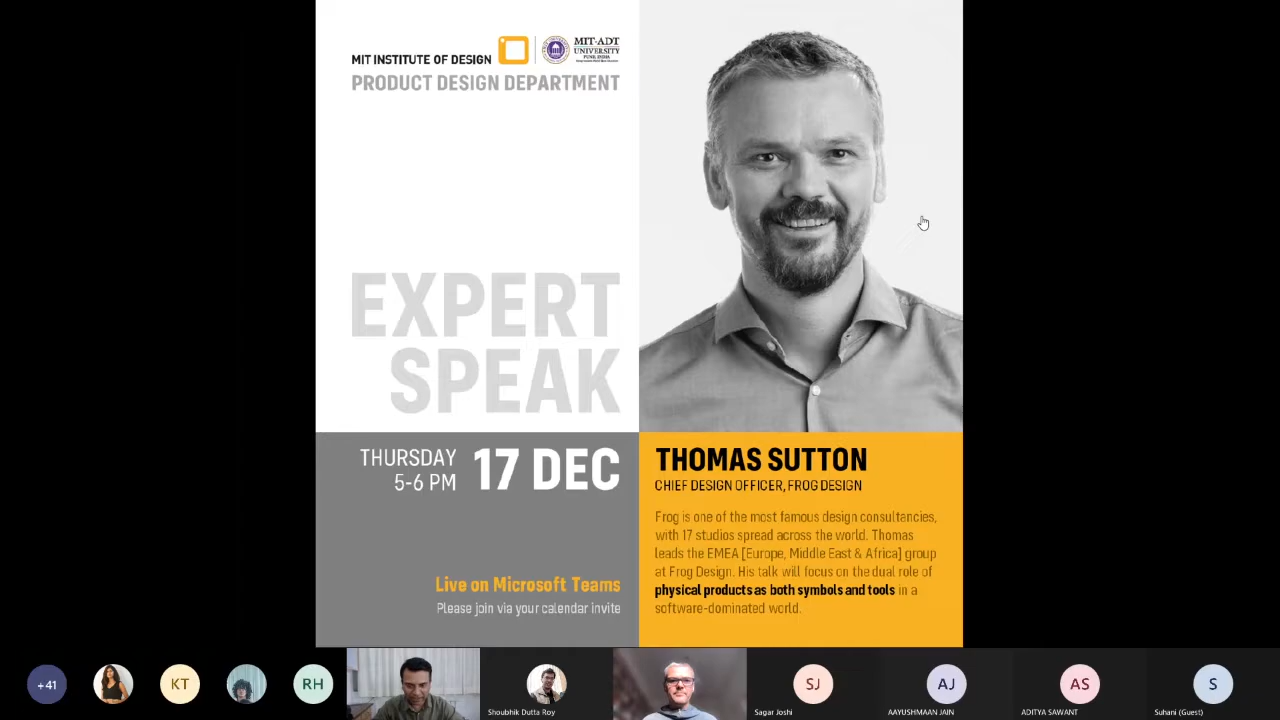 MIT INSTITUTE OF DESIGN
MIT-ADT
UNIVERSITY
PUNE, INDIA
PRODUCT DESIGN DEPARTMENT
EXPERT
SPEAK
THURSDAY
5-6 PM
17 DEC
Live on Microsoft Teams
Please join via your calendar invite
THOMAS SUTTON
CHIEF DESIGN OFFICER, FROG DESIGN
Frog is one of the most famous design consultancies,
with 17 studios spread across the world. Thomas
leads the EMEA [Europe, Middle East & Africa] group
at Frog Design. His talk will focus on the dual role of
physical products as both symbols and tools in a
software-dominated world.
+41
KT
RH
Shoubhik Dutta Roy
SJ
Sagar Joshi
AJ
AAYUSHMAAN JAIN
AS
ADITYA SAWANT
S
Suhani (Guest)